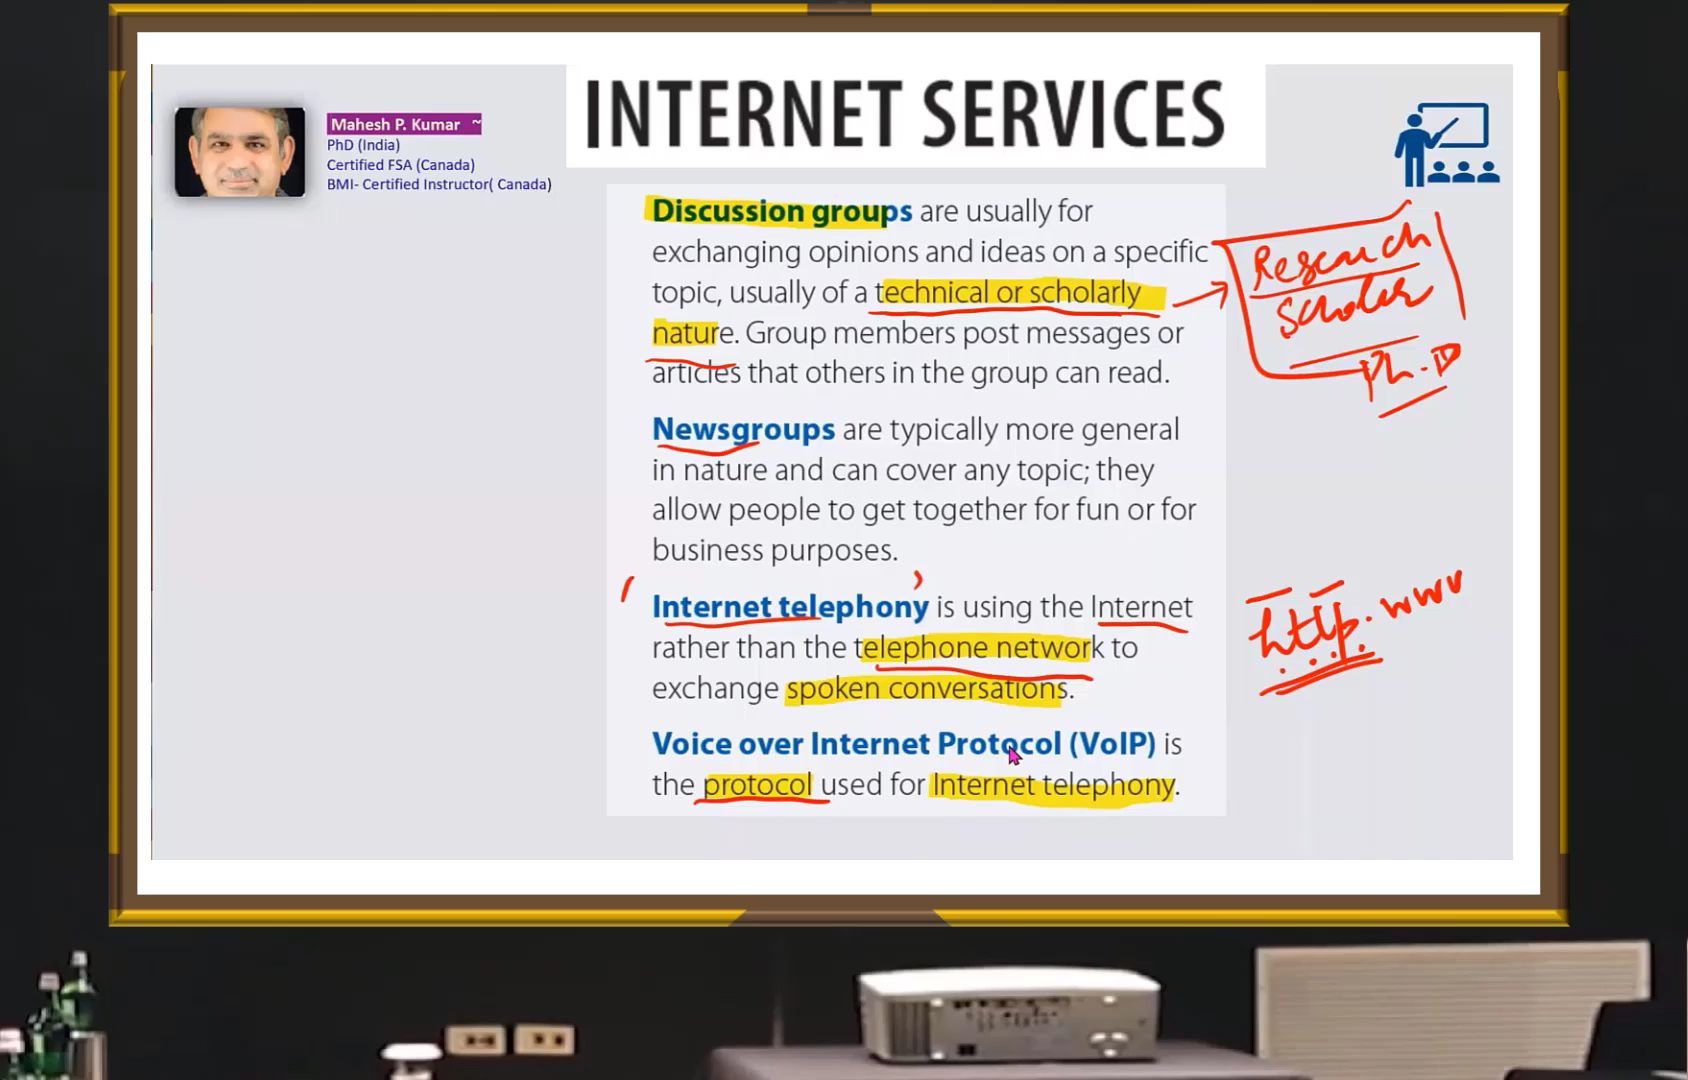 INTERNET SERVICES
Mahesh P. Kumar ~
PhD (India)
Certified FSA (Canada)
BMI- Certified Instructor( Canada)
Discussion groups are usually for
exchanging opinions and ideas on a specific
topic, usually of a technical or scholarly
nature. Group members post messages or
articles that others in the group can read.
Research
Scholar
Ph.D
Newsgroups are typically more general
in nature and can cover any topic; they
allow people to get together for fun or for
business purposes.
Internet telephony is using the Internet
rather than the telephone network to
exchange spoken conversations.
http.www
Voice over Internet Protocol (VoIP) is
the protocol used for Internet telephony.